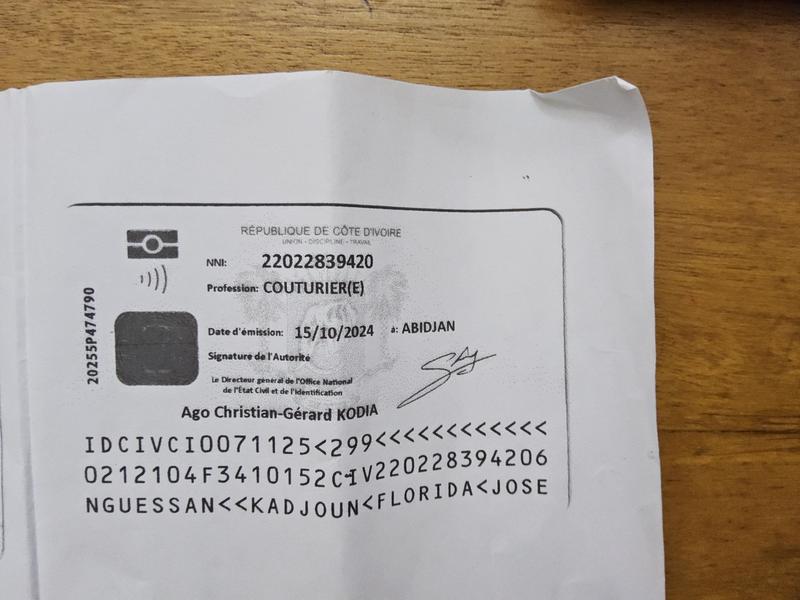 RÉPUBLIQUE DE CÔTE D'IVOIRE
UNION - DISCIPLINE - TRAVAIL
NNI: 22022839420
Profession: COUTURIER(E)
20255P474790
Date d'émission: 15/10/2024 à: ABIDJAN
Signature de l'Autorité
Le Directeur général de l'Office National
de l'État Civil et de l'Identification
Ago Christian-Gérard KODIA
IDCIVCI0071125<299<<<<<<<<<<<<
0212104F3410152CIV220228394206
NGUESSAN<<KADJOUN<FLORIDA<JOSE